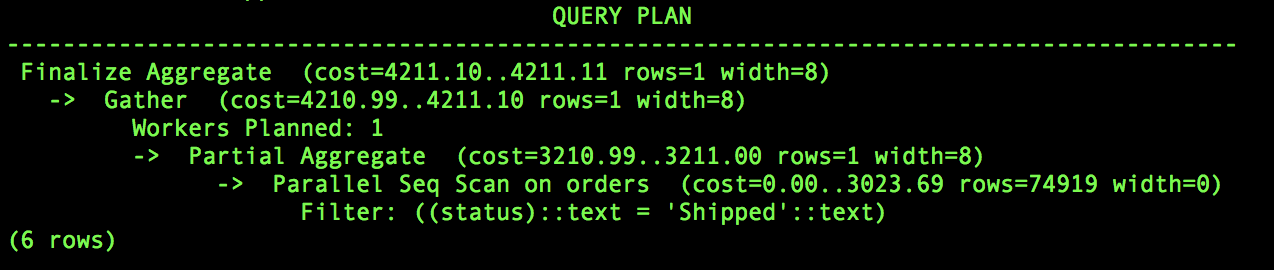 QUERY PLAN
----------------------------------------------------------------------------------------
Finalize Aggregate  (cost=4211.10..4211.11 rows=1 width=8)
  ->  Gather  (cost=4210.99..4211.10 rows=1 width=8)
        Workers Planned: 1
        ->  Partial Aggregate  (cost=3210.99..3211.00 rows=1 width=8)
              ->  Parallel Seq Scan on orders  (cost=0.00..3023.69 rows=74919 width=0)
                    Filter: ((status)::text = 'Shipped'::text)
(6 rows)